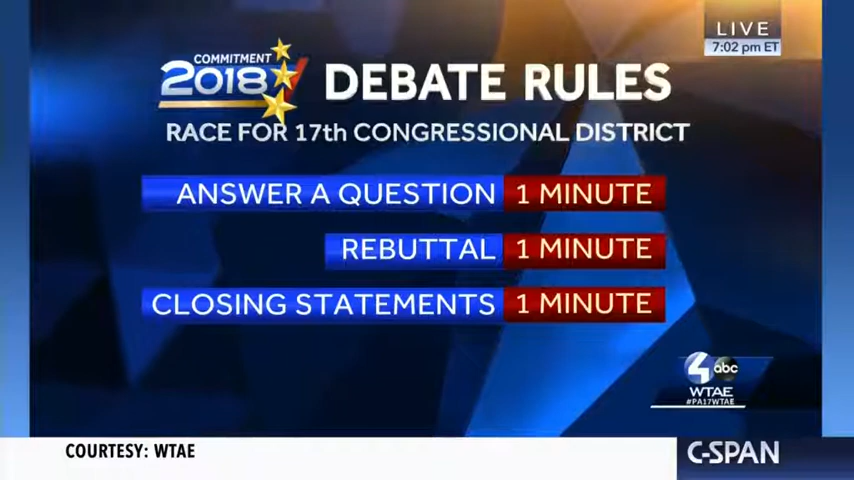 LIVE
7:02 pm ET
COMMITMENT
2018
DEBATE RULES
RACE FOR 17th CONGRESSIONAL DISTRICT
ANSWER A QUESTION 1 MINUTE
REBUTTAL 1 MINUTE
CLOSING STATEMENTS 1 MINUTE
4 abc
WTAE
#PA17WTAE
COURTESY: WTAE
C-SPAN